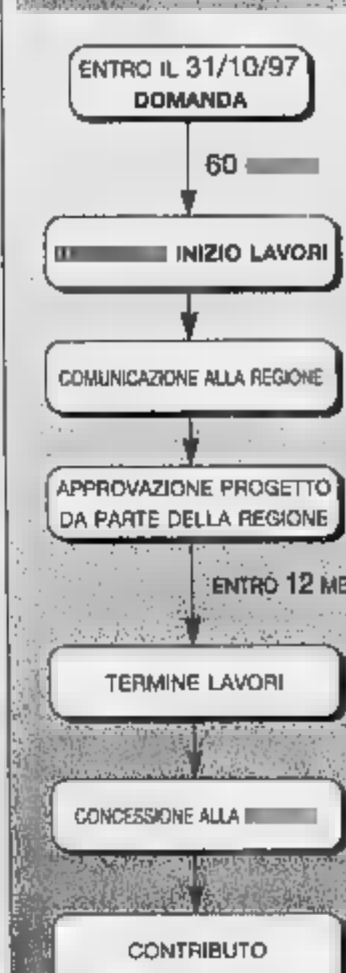 ENTRO IL 31/10/97
DOMANDA
60
INIZIO LAVORI
COMUNICAZIONE ALLA REGIONE
APPROVAZIONE PROGETTO
DA PARTE DELLA REGIONE
ENTRO 12 ME
TERMINE LAVORI
CONCESSIONE ALLA
CONTRIBUTO